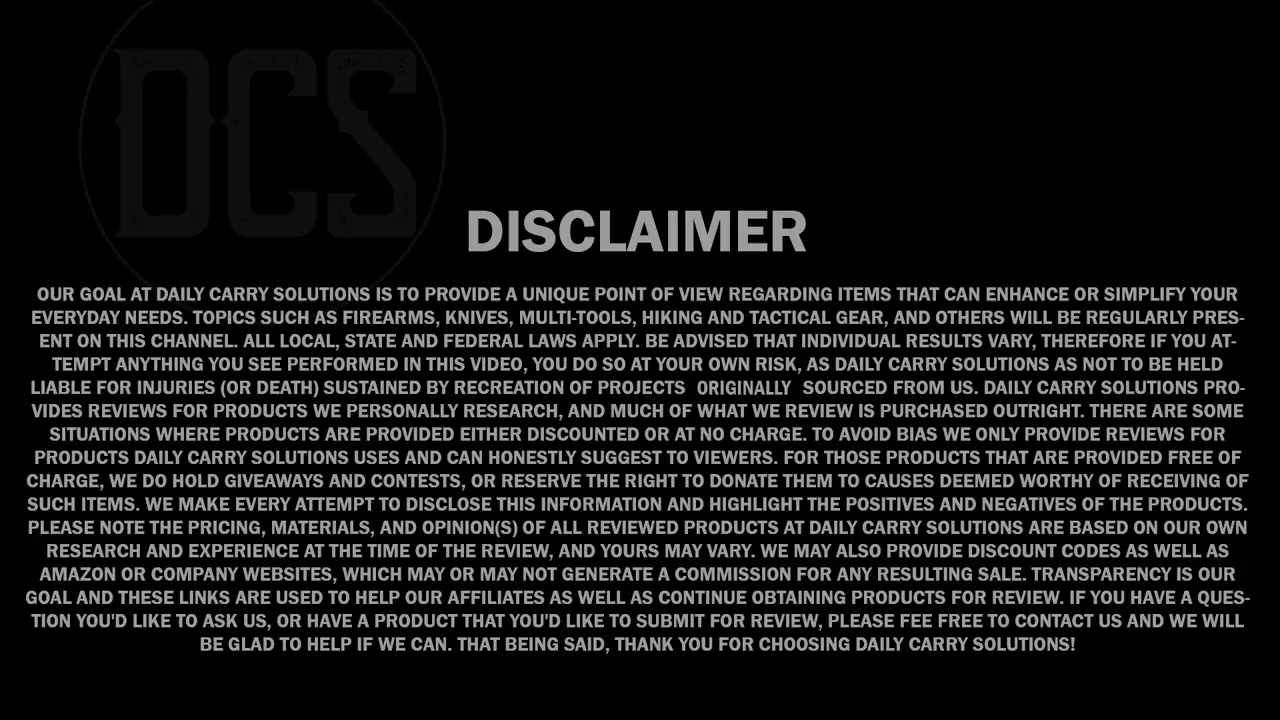 DCS
DISCLAIMER
OUR GOAL AT DAILY CARRY SOLUTIONS IS TO PROVIDE A UNIQUE POINT OF VIEW REGARDING ITEMS THAT CAN ENHANCE OR SIMPLIFY YOUR
EVERYDAY NEEDS. TOPICS SUCH AS FIREARMS, KNIVES, MULTI-TOOLS, HIKING AND TACTICAL GEAR, AND OTHERS WILL BE REGULARLY PRES-
ENT ON THIS CHANNEL. ALL LOCAL, STATE AND FEDERAL LAWS APPLY. BE ADVISED THAT INDIVIDUAL RESULTS VARY, THEREFORE IF YOU AT-
TEMPT ANYTHING YOU SEE PERFORMED IN THIS VIDEO, YOU DO SO AT YOUR OWN RISK, AS DAILY CARRY SOLUTIONS AS NOT TO BE HELD
LIABLE FOR INJURIES (OR DEATH) SUSTAINED BY RECREATION OF PROJECTS ORIGINALLY SOURCED FROM US. DAILY CARRY SOLUTIONS PRO-
VIDES REVIEWS FOR PRODUCTS WE PERSONALLY RESEARCH, AND MUCH OF WHAT WE REVIEW IS PURCHASED OUTRIGHT. THERE ARE SOME
SITUATIONS WHERE PRODUCTS ARE PROVIDED EITHER DISCOUNTED OR AT NO CHARGE. TO AVOID BIAS WE ONLY PROVIDE REVIEWS FOR
PRODUCTS DAILY CARRY SOLUTIONS USES AND CAN HONESTLY SUGGEST TO VIEWERS. FOR THOSE PRODUCTS THAT ARE PROVIDED FREE OF
CHARGE, WE DO HOLD GIVEAWAYS AND CONTESTS, OR RESERVE THE RIGHT TO DONATE THEM TO CAUSES DEEMED WORTHY OF RECEIVING OF
SUCH ITEMS. WE MAKE EVERY ATTEMPT TO DISCLOSE THIS INFORMATION AND HIGHLIGHT THE POSITIVES AND NEGATIVES OF THE PRODUCTS.
PLEASE NOTE THE PRICING, MATERIALS, AND OPINION(S) OF ALL REVIEWED PRODUCTS AT DAILY CARRY SOLUTIONS ARE BASED ON OUR OWN
RESEARCH AND EXPERIENCE AT THE TIME OF THE REVIEW, AND YOURS MAY VARY. WE MAY ALSO PROVIDE DISCOUNT CODES AS WELL AS
AMAZON OR COMPANY WEBSITES, WHICH MAY OR MAY NOT GENERATE A COMMISSION FOR ANY RESULTING SALE. TRANSPARENCY IS OUR
GOAL AND THESE LINKS ARE USED TO HELP OUR AFFILIATES AS WELL AS CONTINUE OBTAINING PRODUCTS FOR REVIEW. IF YOU HAVE A QUES-
TION YOU'D LIKE TO ASK US, OR HAVE A PRODUCT THAT YOU'D LIKE TO SUBMIT FOR REVIEW, PLEASE FEE FREE TO CONTACT US AND WE WILL
BE GLAD TO HELP IF WE CAN. THAT BEING SAID, THANK YOU FOR CHOOSING DAILY CARRY SOLUTIONS!